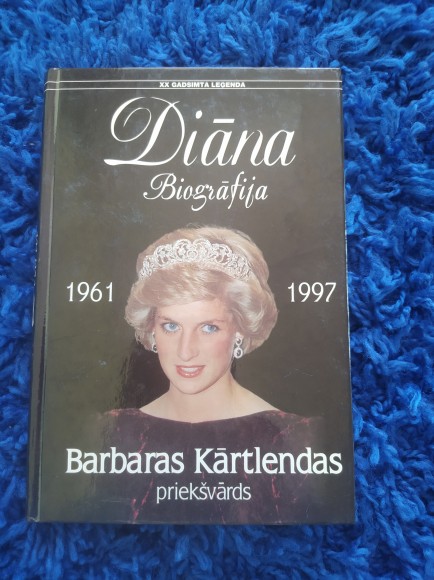 XX GADSIMTA LEĢENDA
Diāna
Biogrāfija
1961 1997
Barbaras Kārtlendas
priekšvārds